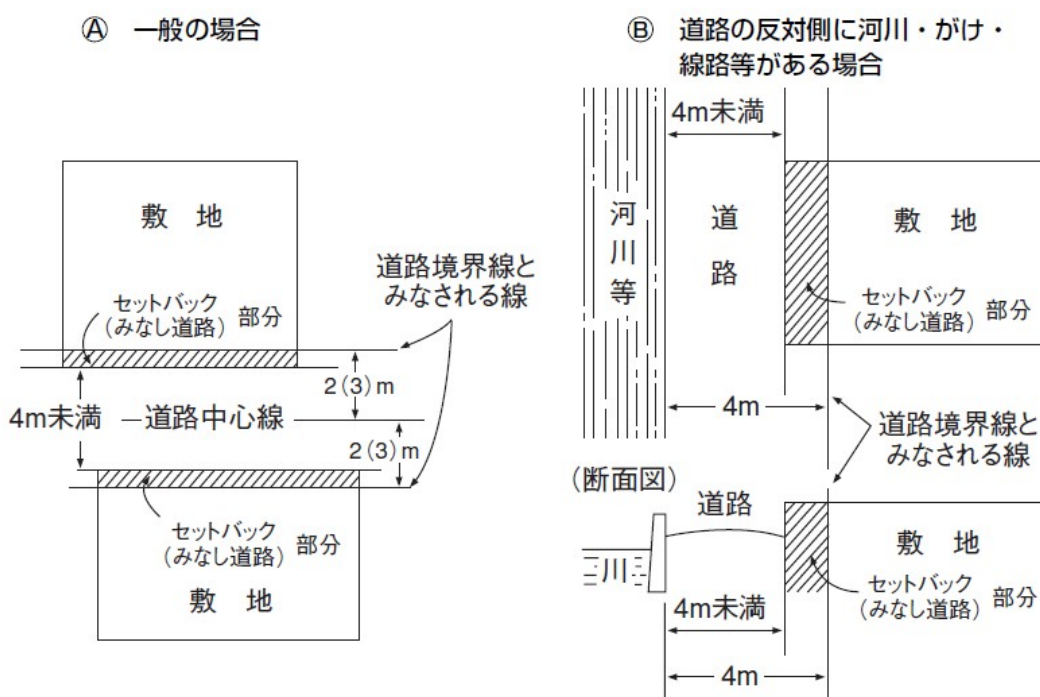 Ⓐ 一般の場合
敷 地
セットバック
(みなし道路)
部分
道路境界線と
みなされる線
2(3)m
4m未満
道路中心線
2(3)m
セットバック
(みなし道路)
部分
敷 地
Ⓑ 道路の反対側に河川・がけ・
線路等がある場合
4m未満
河川等
道路
敷 地
セットバック
(みなし道路)
部分
4m
道路境界線と
みなされる線
(断面図)
道路
川
敷 地
セットバック
(みなし道路)
部分
4m未満
4m